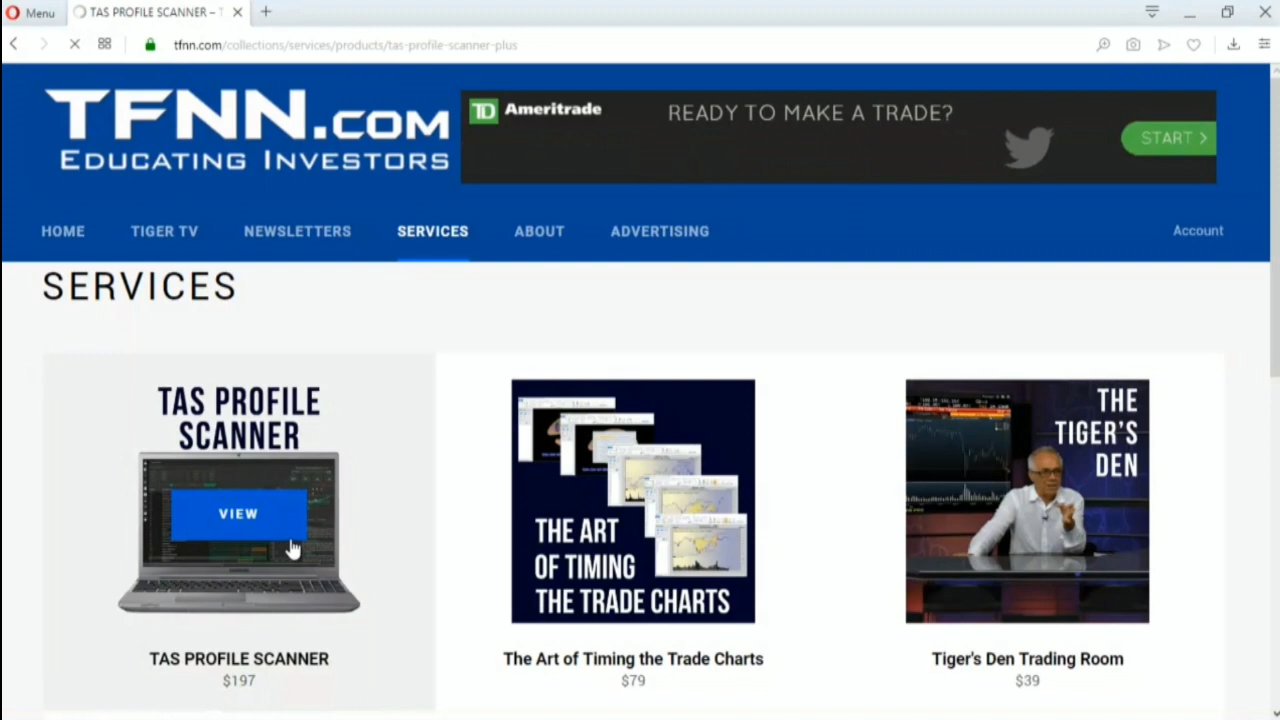 Menu
TAS PROFILE SCANNER – T
tfnn.com/collections/services/products/tas-profile-scanner-plus
TFNN.COM
EDUCATING INVESTORS
TD Ameritrade
READY TO MAKE A TRADE?
START >
HOME
TIGER TV
NEWSLETTERS
SERVICES
ABOUT
ADVERTISING
Account
SERVICES
TAS PROFILE
SCANNER
VIEW
THE ART
OF TIMING
THE TRADE CHARTS
THE
TIGER'S
DEN
TAS PROFILE SCANNER
$197
The Art of Timing the Trade Charts
$79
Tiger's Den Trading Room
$39